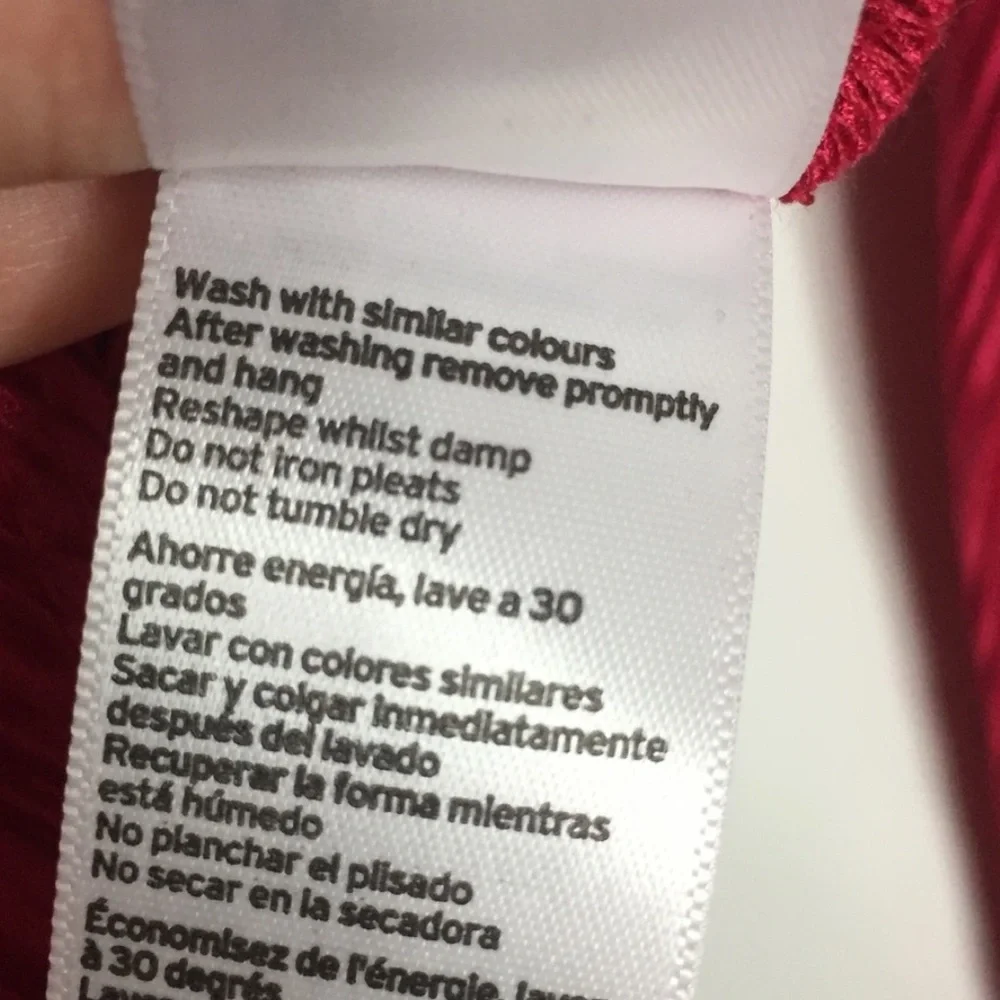 Wash with similar colours
After washing remove promptly
and hang
Reshape whilst damp
Do not iron pleats
Do not tumble dry
Ahorre energía, lave a 30
grados
Lavar con colores similares
Sacar y colgar inmediatamente
después del lavado
Recuperar la forma mientras
está húmedo
No planchar el plisado
No secar en la secadora
Économisez de l'énergie,
à 30 degrés